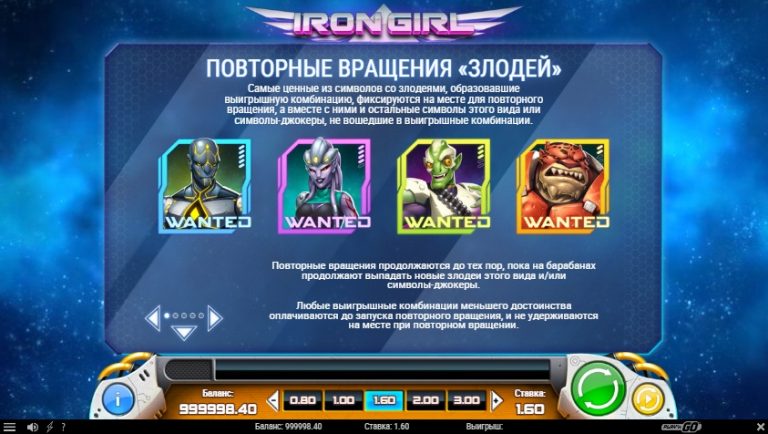 IRON GIRL
ПОВТОРНЫЕ ВРАЩЕНИЯ «ЗЛОДЕЙ»
Самые ценные из символов со злодеями, образовавшие
выигрышную комбинацию, фиксируются на месте для повторного
вращения, а вместе с ними и остальные символы этого вида или
символы-джокеры, не вошедшие в выигрышные комбинации.
WANTED WANTED WANTED WANTED
Повторные вращения продолжаются до тех пор, пока на барабанах
продолжают выпадать новые злодеи этого вида и/или
символы-джокеры.
Любые выигрышные комбинации меньшего достоинства
оплачиваются до запуска повторного вращения, и не удерживаются
на месте при повторном вращении.
i
Баланс:
999998.40
0.80 1.00 1.60 2.00 3.00
Ставка:
1.60
? Баланс: 999998.40 Ставка: 1.60 Выигрыш: PLAY'N GO